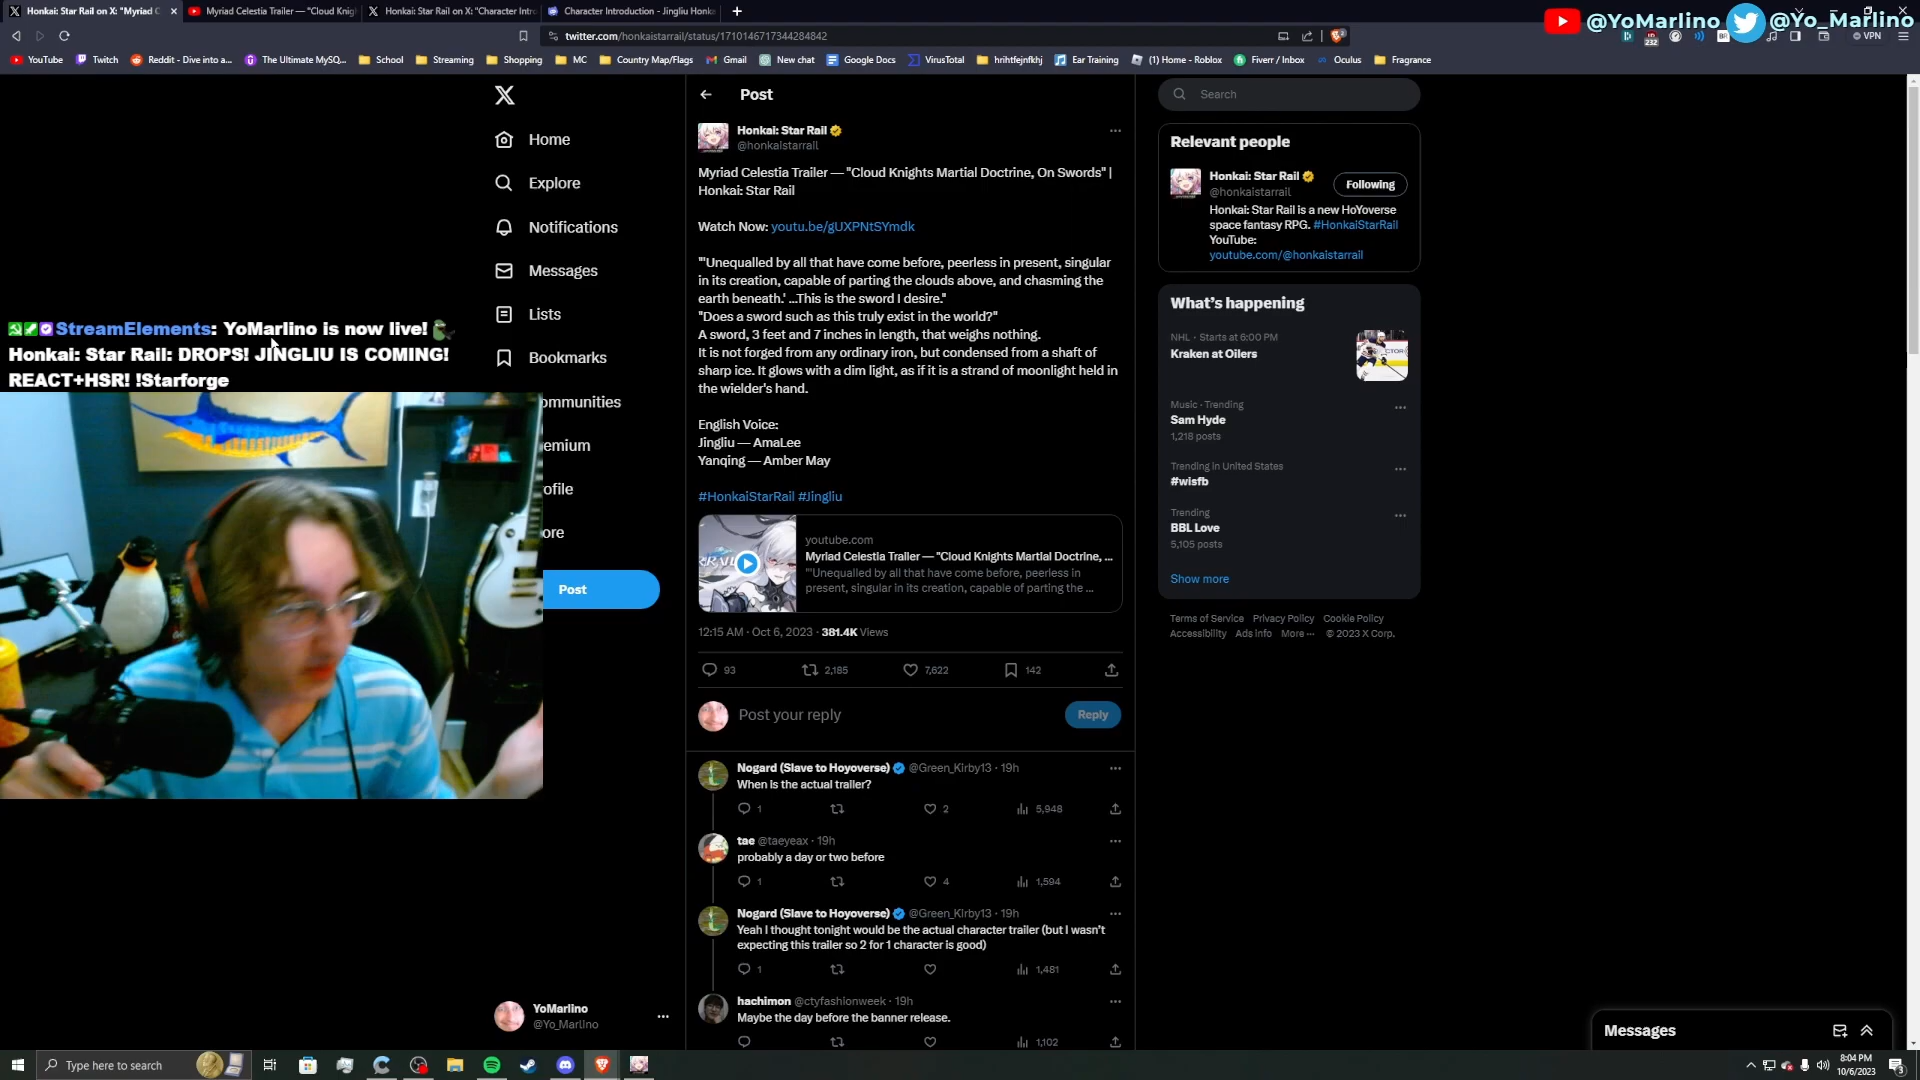 Honkai: Star Rail on X: "Myriad C
Myriad Celestia Trailer — "Cloud Knig
Honkai: Star Rail on X: "Character Intro
Character Introduction - Jingliu Honk
@YoMarlino
@Yo_Marlino
twitter.com/honkaistarrail/status/1710146717344284842
232
VPN
YouTube
Twitch
Reddit - Dive into a...
The Ultimate MySQ...
School
Streaming
Shopping
MC
Country Map/Flags
Gmail
New chat
Google Docs
VirusTotal
hrihtfejnfkhj
Ear Training
(1) Home - Roblox
Fiverr / Inbox
Oculus
Fragrance
Home
Explore
Notifications
Messages
Lists
Bookmarks
ommunities
emium
ofile
ore
Post
YoMarlino
@Yo_Marlino
StreamElements: YoMarlino is now live!
Honkai: Star Rail: DROPS! JINGLIU IS COMING!
REACT+HSR! !Starforge
Post
Honkai: Star Rail
@honkaistarrail
Myriad Celestia Trailer — "Cloud Knights Martial Doctrine, On Swords" |
Honkai: Star Rail
Watch Now: youtu.be/gUXPNtSYmdk
"'Unequalled by all that have come before, peerless in present, singular
in its creation, capable of parting the clouds above, and chasming the
earth beneath.' ...This is the sword I desire."
"Does a sword such as this truly exist in the world?"
A sword, 3 feet and 7 inches in length, that weighs nothing.
It is not forged from any ordinary iron, but condensed from a shaft of
sharp ice. It glows with a dim light, as if it is a strand of moonlight held in
the wielder's hand.
English Voice:
Jingliu — AmaLee
Yanqing — Amber May
#HonkaiStarRail #Jingliu
youtube.com
Myriad Celestia Trailer — "Cloud Knights Martial Doctrine, ...
"'Unequalled by all that have come before, peerless in
present, singular in its creation, capable of parting the ...
12:15 AM · Oct 6, 2023 · 381.4K Views
93
2,185
7,622
142
Post your reply
Reply
Nogard (Slave to Hoyoverse) @Green_Kirby13 · 19h
When is the actual trailer?
1
2
5,948
tae @taeyeax · 19h
probably a day or two before
1
4
1,594
Nogard (Slave to Hoyoverse) @Green_Kirby13 · 19h
Yeah I thought tonight would be the actual character trailer (but I wasn't
expecting this trailer so 2 for 1 character is good)
1
1,481
hachimon @ctyfashionweek · 19h
Maybe the day before the banner release.
1,102
Search
Relevant people
Honkai: Star Rail
@honkaistarrail
Following
Honkai: Star Rail is a new HoYoverse
space fantasy RPG. #HonkaiStarRail
YouTube:
youtube.com/@honkaistarrail
What's happening
NHL · Starts at 6:00 PM
Kraken at Oilers
Music · Trending
Sam Hyde
1,218 posts
Trending in United States
#wisfb
Trending
BBL Love
5,105 posts
Show more
Terms of Service Privacy Policy Cookie Policy
Accessibility Ads info More ··· © 2023 X Corp.
Messages
Type here to search
8:04 PM
10/6/2023
3